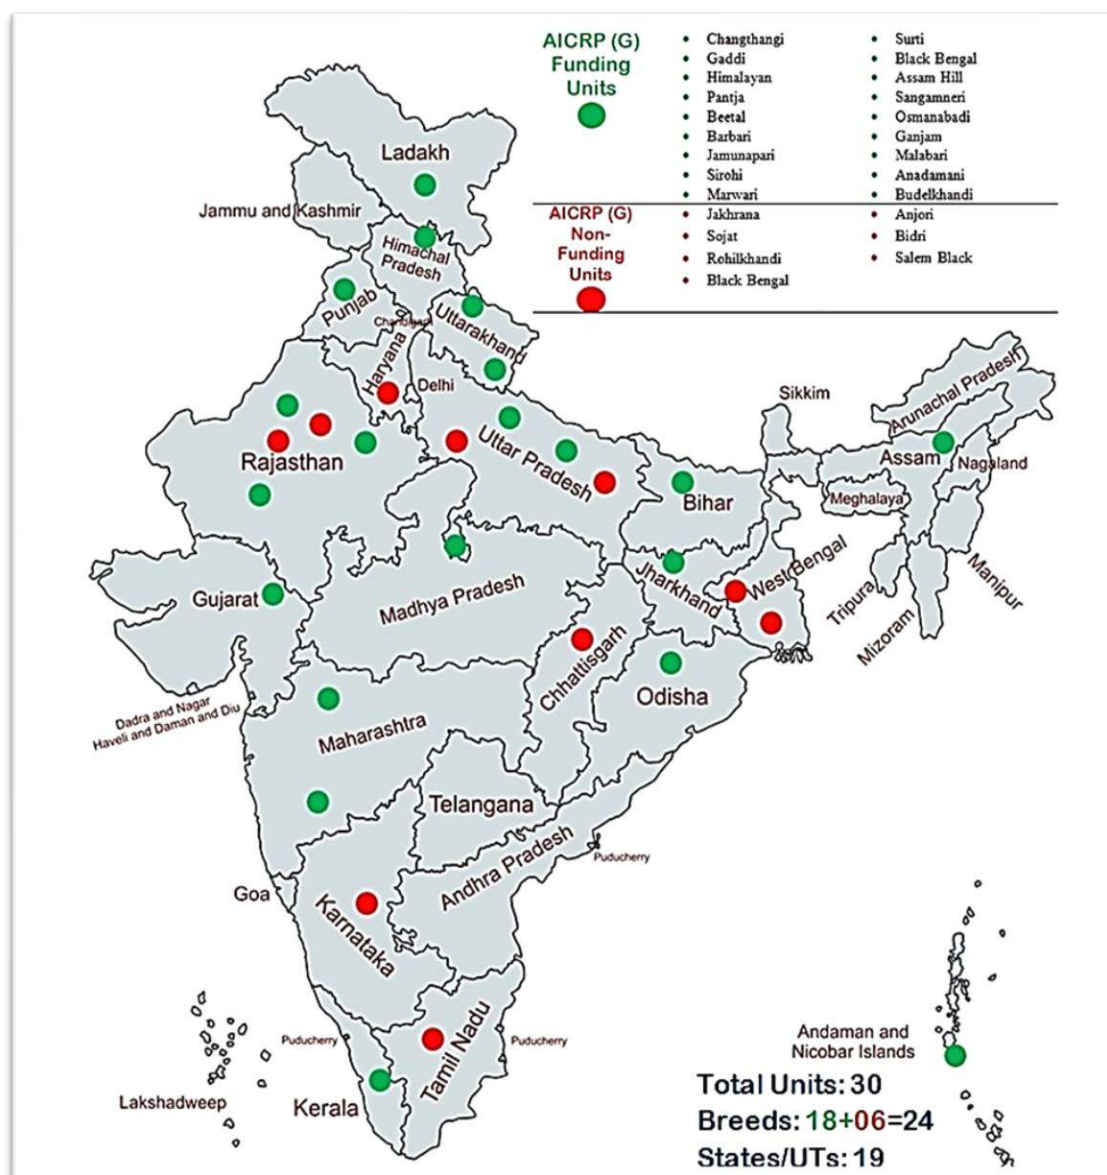 AICRP (G)
Funding
Units
Changthangi
Gaddi
Himalayan
Pantja
Beetal
Barbari
Jamunapari
Sirohi
Marwari
Surti
Black Bengal
Assam Hill
Sangamneri
Osmanabadi
Ganjam
Malabari
Anadamani
Budelkhandi
AICRP (G)
Non-
Funding
Units
Jakhrana
Sojat
Rohilkhandi
Black Bengal
Anjori
Bidri
Salem Black
Ladakh
Jammu and Kashmir
Himachal
Pradesh
Punjab
Chandigarh
Uttarakhand
Haryana
Delhi
Sikkim
Arunachal Pradesh
Rajasthan
Uttar Pradesh
Assam
Nagaland
Bihar
Meghalaya
Manipur
Gujarat
Madhya Pradesh
Jharkhand
West Bengal
Tripura
Mizoram
Chhattisgarh
Odisha
Dadra and Nagar
Haveli and Daman and Diu
Maharashtra
Telangana
Andhra Pradesh
Puducherry
Goa
Karnataka
Puducherry
Tamil Nadu
Puducherry
Andaman and
Nicobar Islands
Lakshadweep
Kerala
Total Units: 30
Breeds: 18+06=24
States/UTs: 19